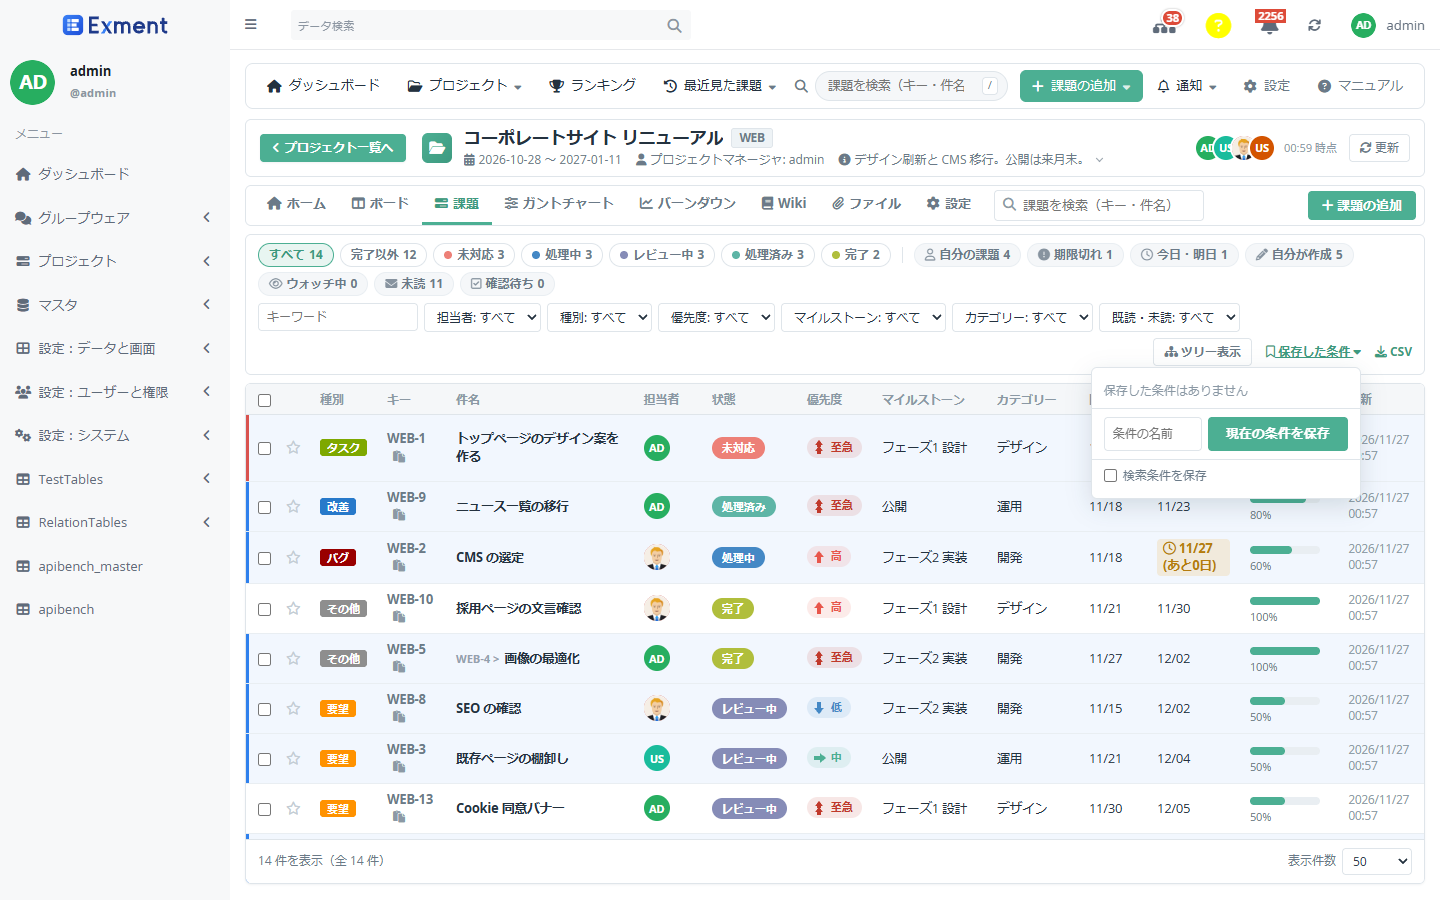 Exment
データ検索
38
?
2256
AD
admin
AD
admin
@admin
メニュー
ダッシュボード
グループウェア
プロジェクト
マスタ
設定：データと画面
設定：ユーザーと権限
設定：システム
TestTables
RelationTables
apibench_master
apibench
ダッシュボード
プロジェクト
ランキング
最近見た課題
課題を検索（キー・件名
/
課題の追加
通知
設定
マニュアル
プロジェクト一覧へ
コーポレートサイト リニューアル
WEB
2026-10-28 〜 2027-01-11
プロジェクトマネージャ: admin
デザイン刷新と CMS 移行。公開は来月末。
US
00:59 時点
更新
ホーム
ボード
課題
ガントチャート
バーンダウン
Wiki
ファイル
設定
課題を検索（キー・件名）
課題の追加
すべて 14
完了以外 12
未対応 3
処理中 3
レビュー中 3
処理済み 3
完了 2
自分の課題 4
期限切れ 1
今日・明日 1
自分が作成 5
ウォッチ中 0
未読 11
確認待ち 0
キーワード
担当者: すべて
種別: すべて
優先度: すべて
マイルストーン: すべて
カテゴリー: すべて
既読・未読: すべて
ツリー表示
保存した条件
CSV
保存した条件はありません
条件の名前
現在の条件を保存
検索条件を保存
種別
キー
件名
担当者
状態
優先度
マイルストーン
カテゴリー
新
タスク
WEB-1
トップページのデザイン案を
作る
AD
未対応
至急
フェーズ1 設計
デザイン
26/11/27
:57
改善
WEB-9
ニュース一覧の移行
AD
処理済み
至急
公開
運用
11/18
11/23
80%
2026/11/27
00:57
バグ
WEB-2
CMS の選定
処理中
高
フェーズ2 実装
開発
11/18
11/27
(あと0日)
60%
2026/11/27
00:57
その他
WEB-10
採用ページの文言確認
完了
高
フェーズ1 設計
デザイン
11/21
11/30
100%
2026/11/27
00:57
その他
WEB-5
WEB-4 > 画像の最適化
AD
完了
至急
フェーズ2 実装
開発
11/27
12/02
100%
2026/11/27
00:57
要望
WEB-8
SEO の確認
レビュー中
低
フェーズ2 実装
開発
11/15
12/02
50%
2026/11/27
00:57
要望
WEB-3
既存ページの棚卸し
US
レビュー中
中
公開
運用
11/21
12/04
50%
2026/11/27
00:57
要望
WEB-13
Cookie 同意バナー
AD
レビュー中
至急
フェーズ1 設計
デザイン
11/30
12/05
50%
2026/11/27
00:57
14 件を表示（全 14 件）
表示件数
50